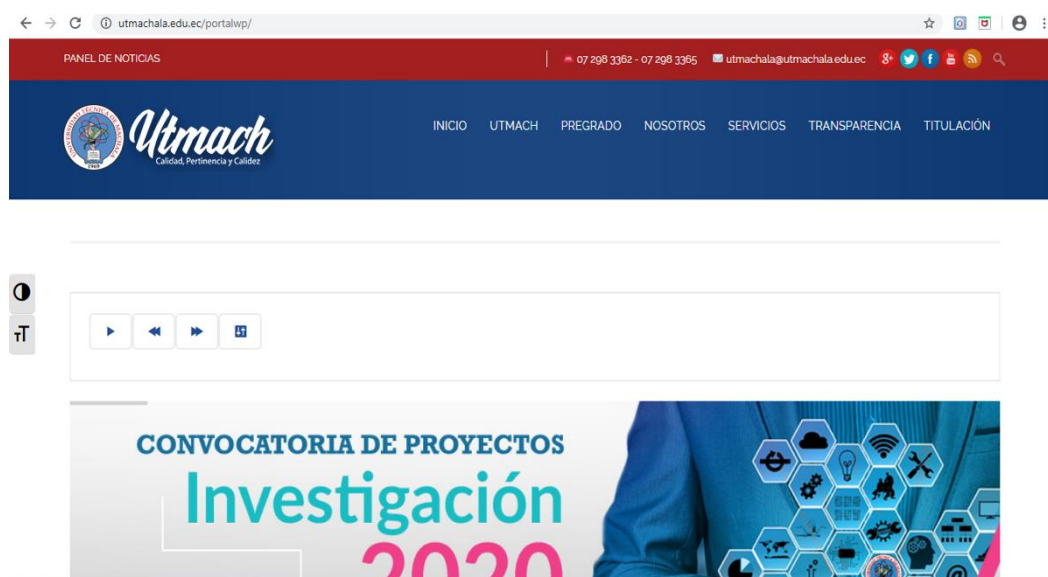 utmachala.edu.ec/portalwp/
PANEL DE NOTICIAS
07 298 3362 - 07 298 3365
utmachala@utmachala.edu.ec
Utmach
Calidad, Pertinencia y Calidez
INICIO UTMACH PREGRADO NOSOTROS SERVICIOS TRANSPARENCIA TITULACIÓN
TT
CONVOCATORIA DE PROYECTOS
Investigación
2020